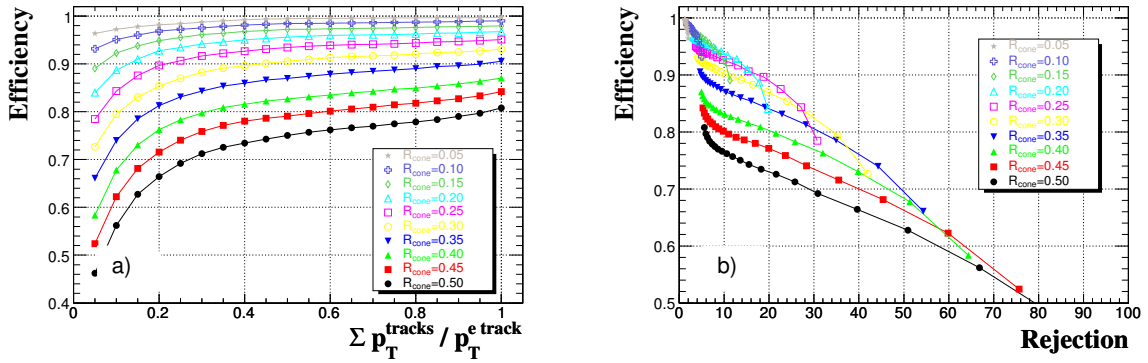 Efficiency
1
0.9
0.8
0.7
0.6
0.5
0.4
R_cone=0.05
R_cone=0.10
R_cone=0.15
R_cone=0.20
R_cone=0.25
R_cone=0.30
R_cone=0.35
R_cone=0.40
R_cone=0.45
R_cone=0.50
a)
0 0.2 0.4 0.6 0.8 1
Σ p_T^tracks / p_T^e track
Efficiency
1
0.9
0.8
0.7
0.6
0.5
R_cone=0.05
R_cone=0.10
R_cone=0.15
R_cone=0.20
R_cone=0.25
R_cone=0.30
R_cone=0.35
R_cone=0.40
R_cone=0.45
R_cone=0.50
b)
0 10 20 30 40 50 60 70 80 90 100
Rejection